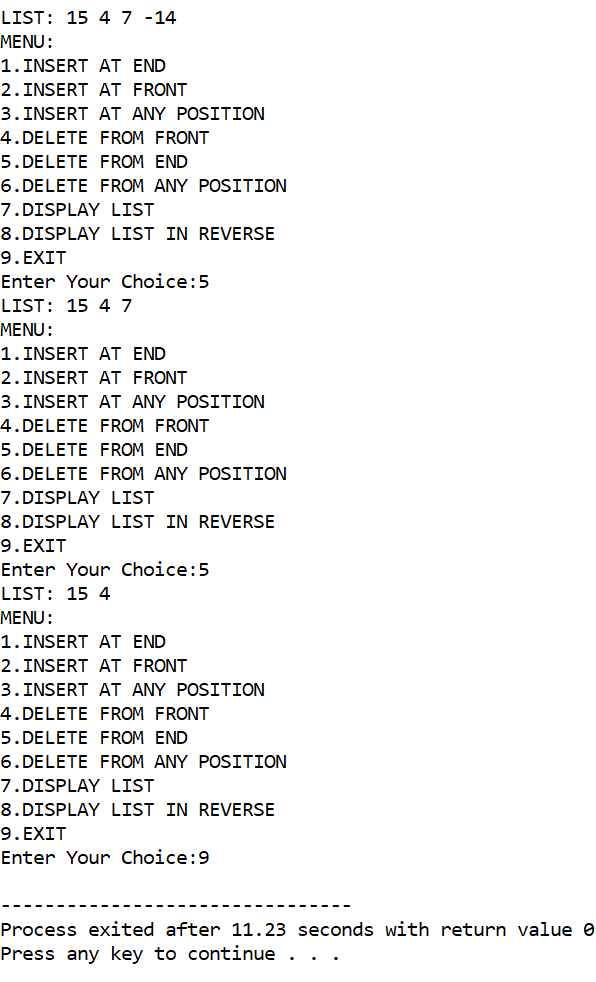 LIST: 15 4 7 -14
MENU:
1.INSERT AT END
2.INSERT AT FRONT
3.INSERT AT ANY POSITION
4.DELETE FROM FRONT
5.DELETE FROM END
6.DELETE FROM ANY POSITION
7.DISPLAY LIST
8.DISPLAY LIST IN REVERSE
9.EXIT
Enter Your Choice:5
LIST: 15 4 7
MENU:
1.INSERT AT END
2.INSERT AT FRONT
3.INSERT AT ANY POSITION
4.DELETE FROM FRONT
5.DELETE FROM END
6.DELETE FROM ANY POSITION
7.DISPLAY LIST
8.DISPLAY LIST IN REVERSE
9.EXIT
Enter Your Choice:5
LIST: 15 4
MENU:
1.INSERT AT END
2.INSERT AT FRONT
3.INSERT AT ANY POSITION
4.DELETE FROM FRONT
5.DELETE FROM END
6.DELETE FROM ANY POSITION
7.DISPLAY LIST
8.DISPLAY LIST IN REVERSE
9.EXIT
Enter Your Choice:9
--------------------------------
Process exited after 11.23 seconds with return value 0
Press any key to continue . . .